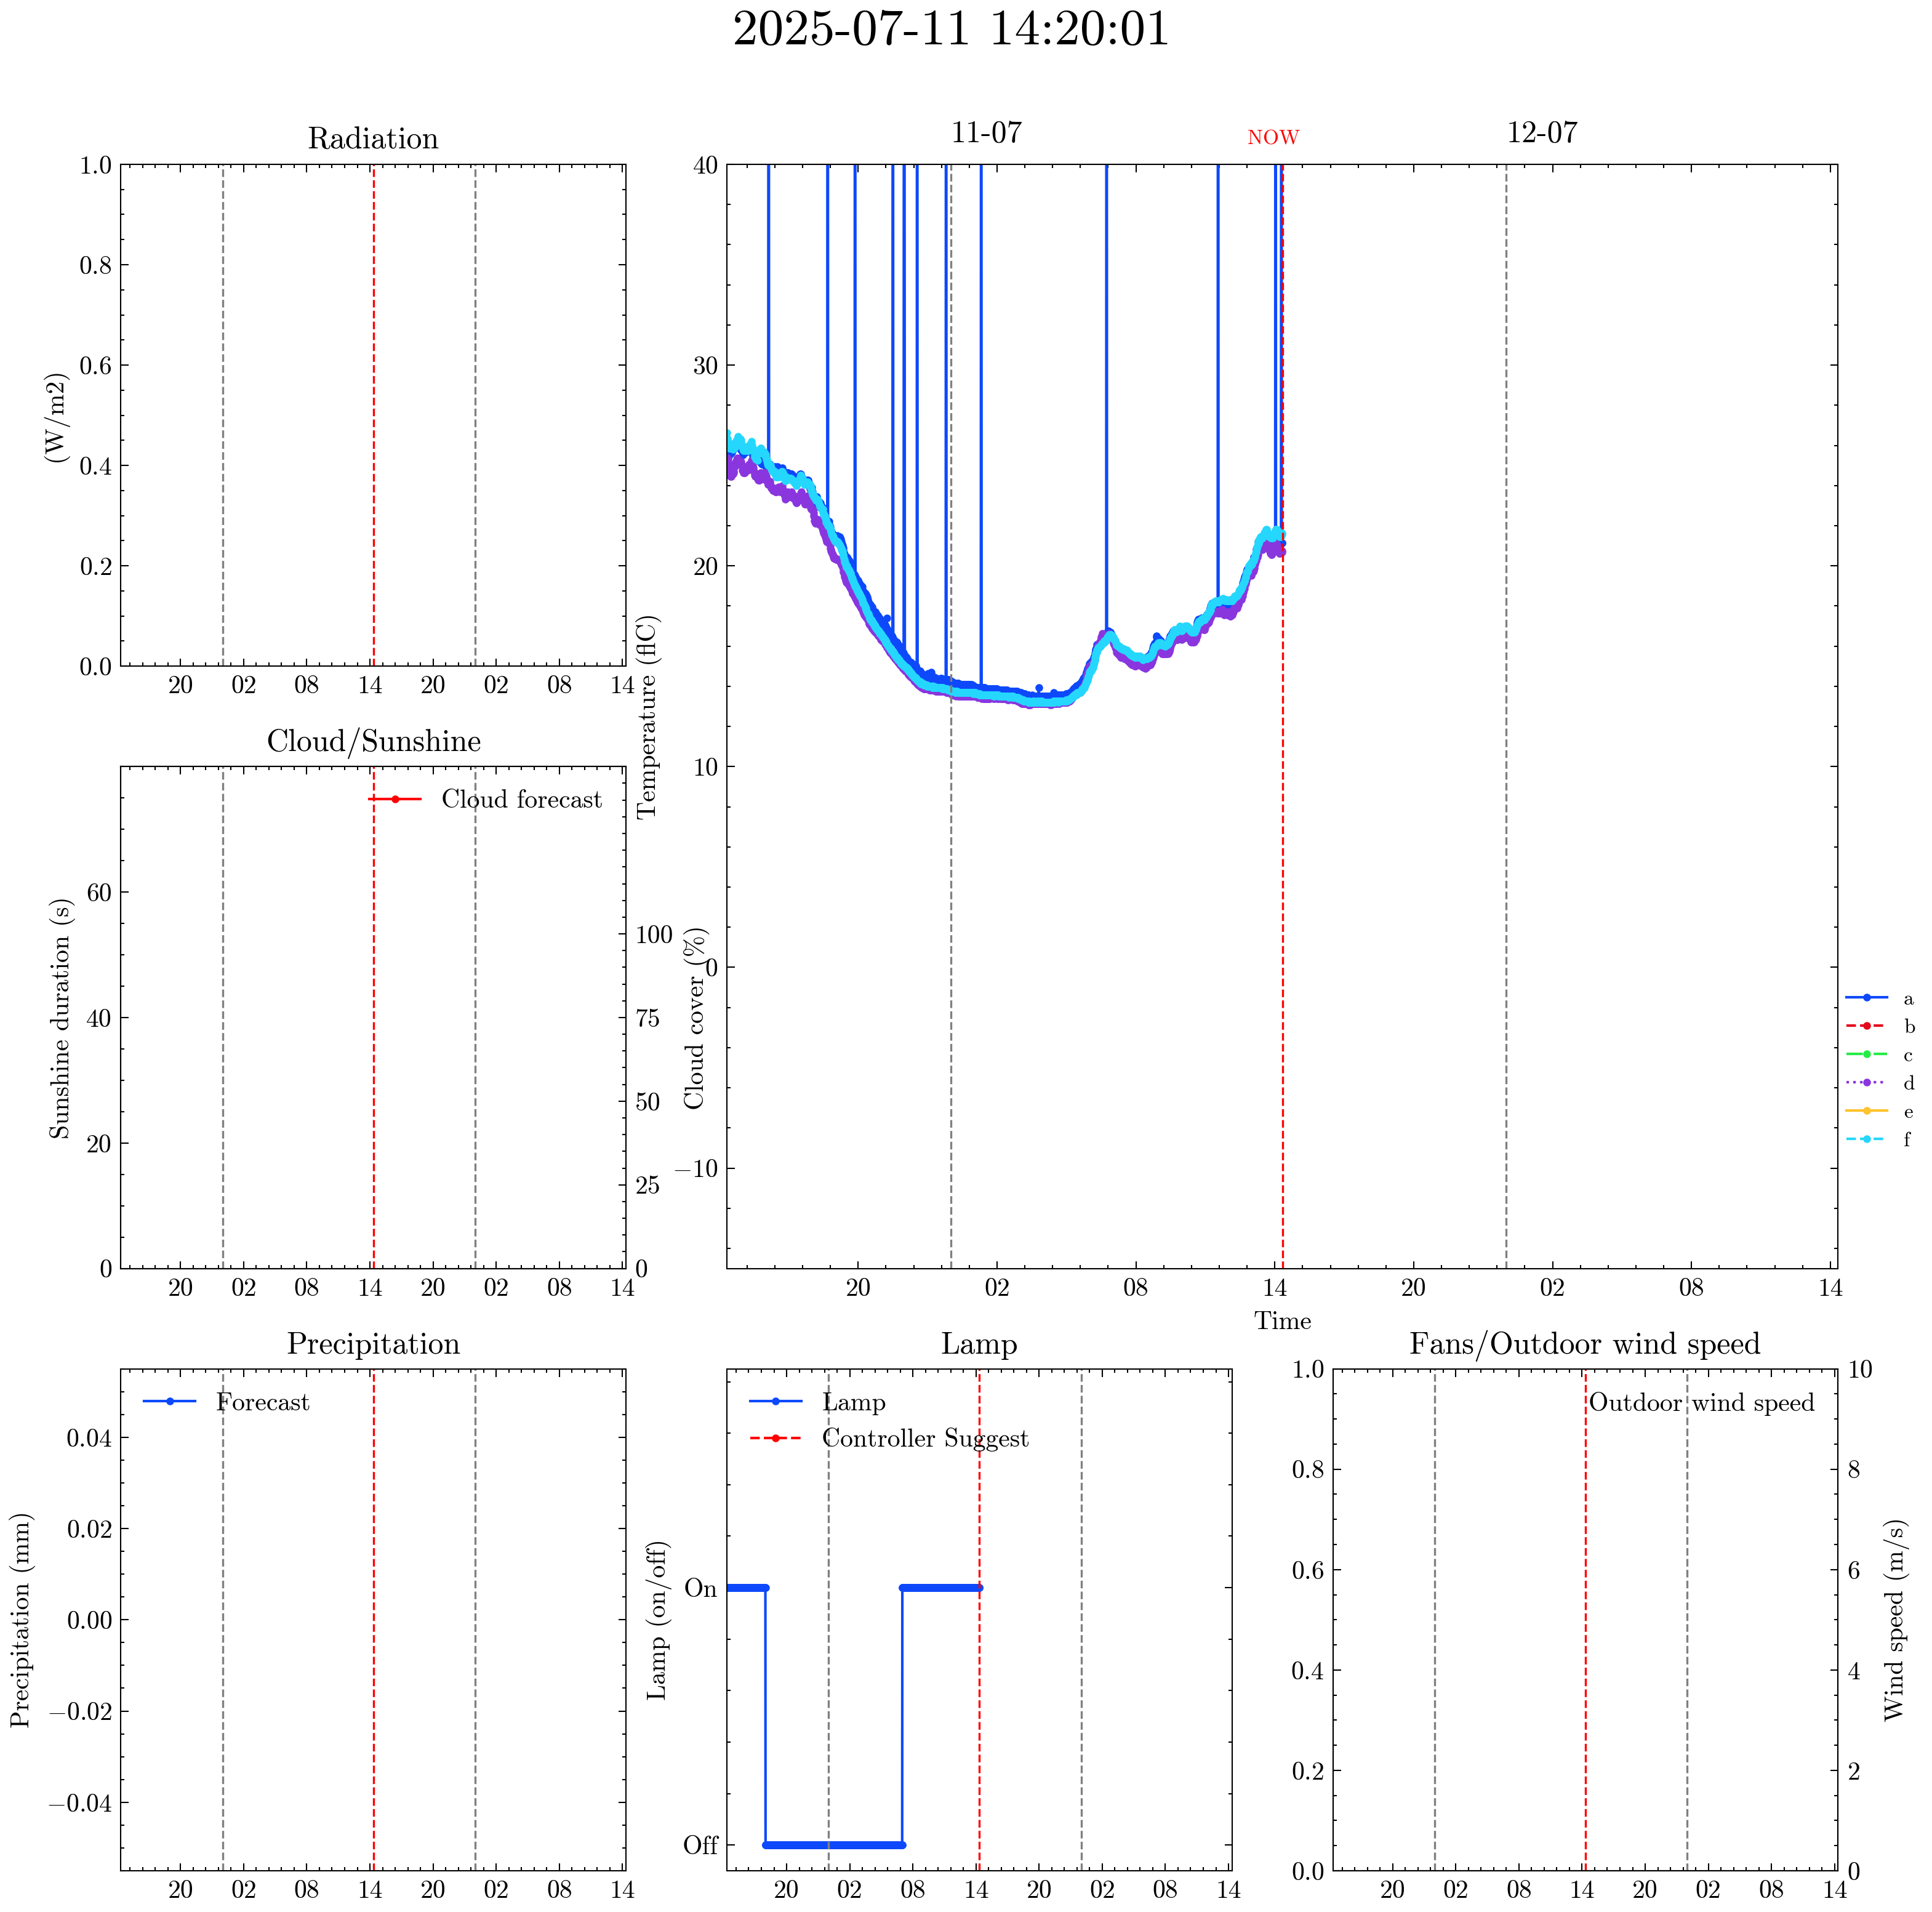 2025-07-11 14:20:01
Radiation
(W/m2)
1.0
0.8
0.6
0.4
0.2
0.0
20 02 08 14 20 02 08 14
11-07
NOW
12-07
Temperature (flC)
40
30
20
10
0
−10
20 02 08 14 20 02 08 14
Time
a
b
c
d
e
f
Cloud/Sunshine
Cloud forecast
Sunshine duration (s)
60
40
20
0
Cloud cover (%)
100
75
50
25
0
20 02 08 14 20 02 08 14
Precipitation
Forecast
Precipitation (mm)
0.04
0.02
0.00
−0.02
−0.04
20 02 08 14 20 02 08 14
Lamp
Lamp
Controller Suggest
Lamp (on/off)
On
Off
20 02 08 14 20 02 08 14
Fans/Outdoor wind speed
Outdoor wind speed
1.0
0.8
0.6
0.4
0.2
0.0
10
8
6
4
2
0
Wind speed (m/s)
20 02 08 14 20 02 08 14